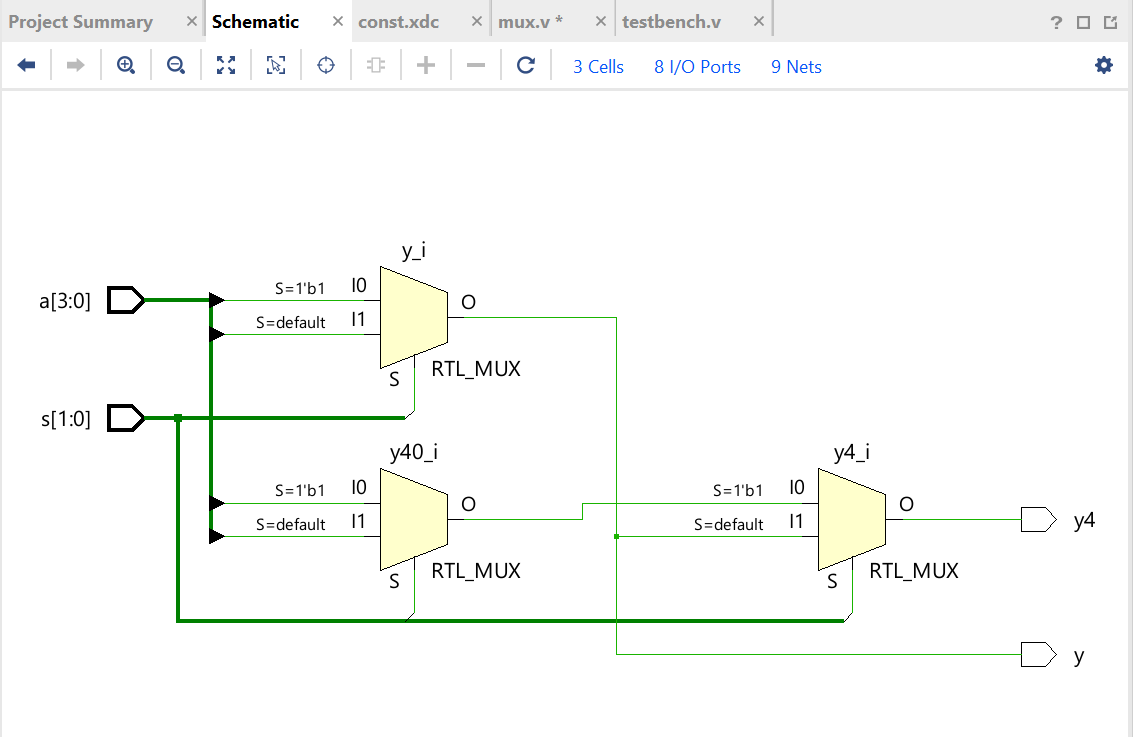 Project Summary × Schematic × const.xdc × mux.v * × testbench.v × ?
3 Cells 8 I/O Ports 9 Nets
y_i
a[3:0] S=1'b1 I0 O
S=default I1
S RTL_MUX
s[1:0]
y40_i y4_i
S=1'b1 I0 O S=1'b1 I0 O
S=default I1 S=default I1 y4
S RTL_MUX S RTL_MUX
y